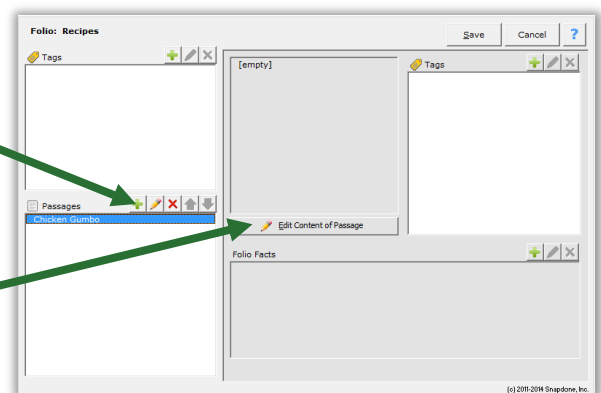 Folio: Recipes
Save
Cancel
?
Tags
[empty]
Tags
Passages
Chicken Gumbo
Edit Content of Passage
Folio Facts
(c) 2011-2014 Snapdone, Inc.